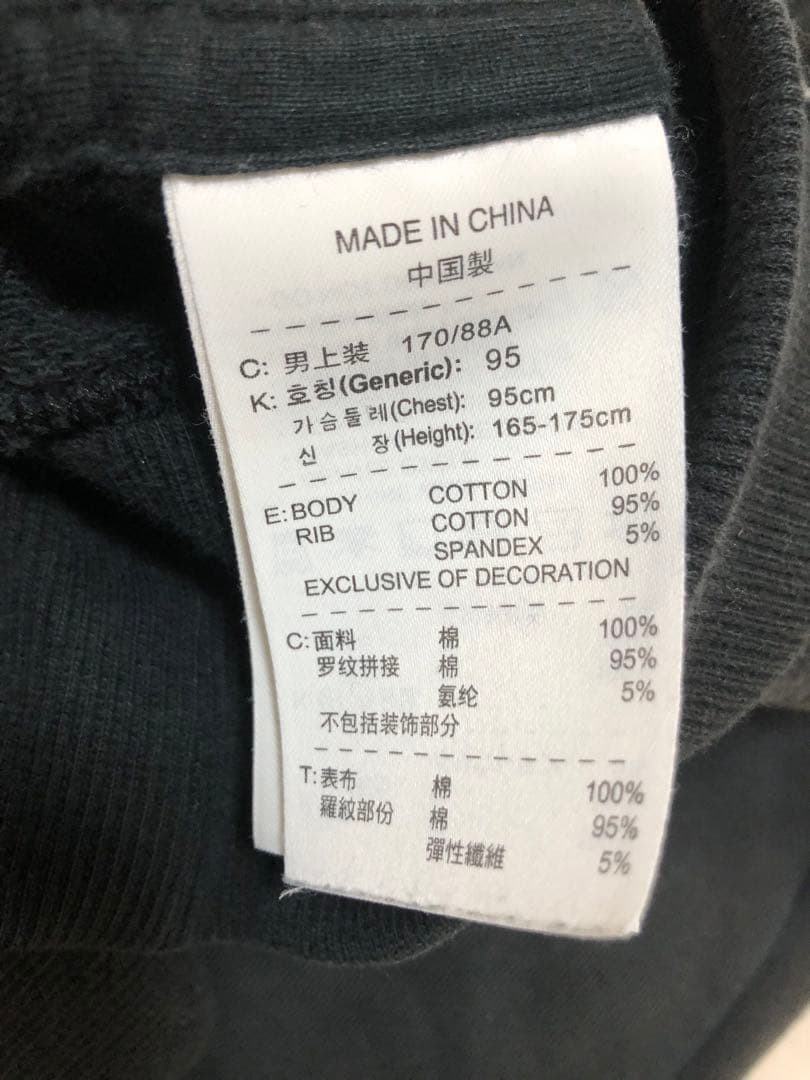 MADE IN CHINA
中国製
C: 男上装 170/88A
K: 호칭(Generic): 95
가슴둘레(Chest): 95cm
신 장(Height): 165-175cm
E: BODY COTTON 100%
RIB COTTON 95%
SPANDEX 5%
EXCLUSIVE OF DECORATION
C: 面料 棉 100%
罗纹拼接 棉 95%
氨纶 5%
不包括装饰部分
T: 表布 棉 100%
羅紋部份 棉 95%
彈性纖維 5%